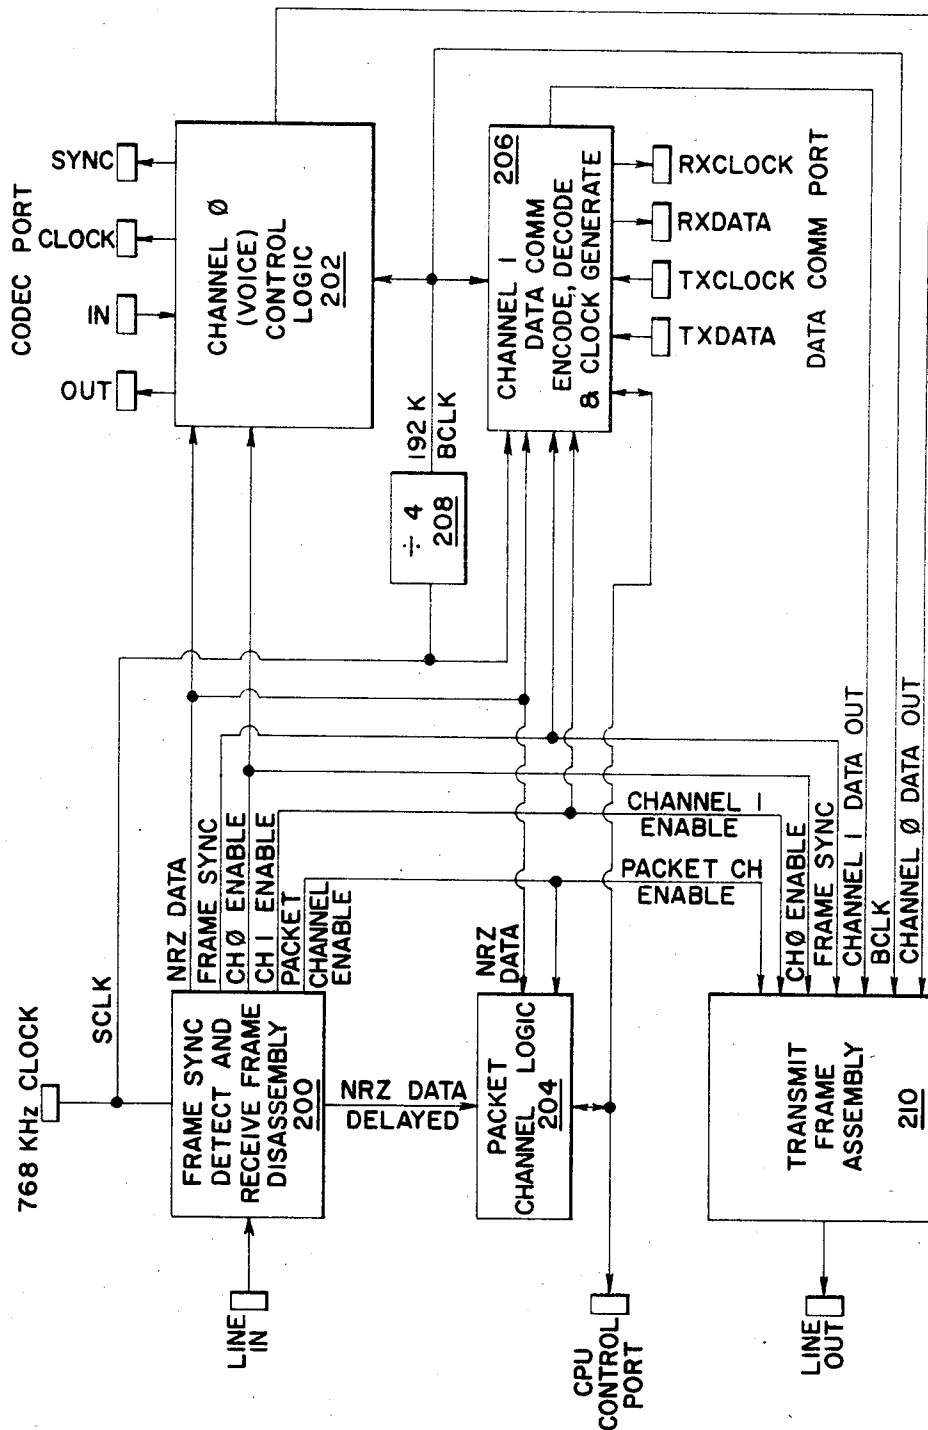 CODEC PORT
OUT
IN
CLOCK
SYNC
CHANNEL Ø
(VOICE)
CONTROL
LOGIC
202
768 KHz CLOCK
SCLK
192 K
BCLK
÷ 4
208
CHANNEL 1
DATA COMM
ENCODE, DECODE
& CLOCK GENERATE
206
TXDATA
TXCLOCK
RXDATA
RXCLOCK
DATA COMM PORT
LINE
IN
FRAME SYNC
DETECT AND
RECEIVE FRAME
DISASSEMBLY
200
NRZ DATA
FRAME SYNC
CHØ ENABLE
CH 1 ENABLE
PACKET
CHANNEL
ENABLE
NRZ DATA
DELAYED
NRZ
DATA
PACKET
CHANNEL LOGIC
204
CHANNEL 1
ENABLE
PACKET CH
ENABLE
CPU
CONTROL
PORT
CHØ ENABLE
FRAME SYNC
CHANNEL 1 DATA OUT
BCLK
CHANNEL Ø DATA OUT
TRANSMIT
FRAME
ASSEMBLY
210
LINE
OUT